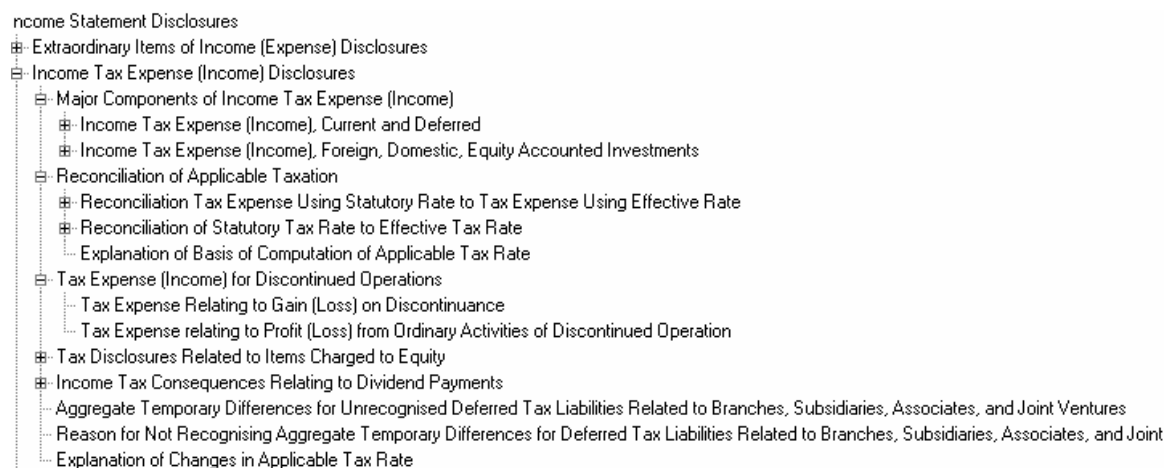 ncome Statement Disclosures
Extraordinary Items of Income (Expense) Disclosures
Income Tax Expense (Income) Disclosures
Major Components of Income Tax Expense (Income)
Income Tax Expense (Income), Current and Deferred
Income Tax Expense (Income), Foreign, Domestic, Equity Accounted Investments
Reconciliation of Applicable Taxation
Reconciliation Tax Expense Using Statutory Rate to Tax Expense Using Effective Rate
Reconciliation of Statutory Tax Rate to Effective Tax Rate
Explanation of Basis of Computation of Applicable Tax Rate
Tax Expense (Income) for Discontinued Operations
Tax Expense Relating to Gain (Loss) on Discontinuance
Tax Expense relating to Profit (Loss) from Ordinary Activities of Discontinued Operation
Tax Disclosures Related to Items Charged to Equity
Income Tax Consequences Relating to Dividend Payments
Aggregate Temporary Differences for Unrecognised Deferred Tax Liabilities Related to Branches, Subsidiaries, Associates, and Joint Ventures
Reason for Not Recognising Aggregate Temporary Differences for Deferred Tax Liabilities Related to Branches, Subsidiaries, Associates, and Joint
Explanation of Changes in Applicable Tax Rate